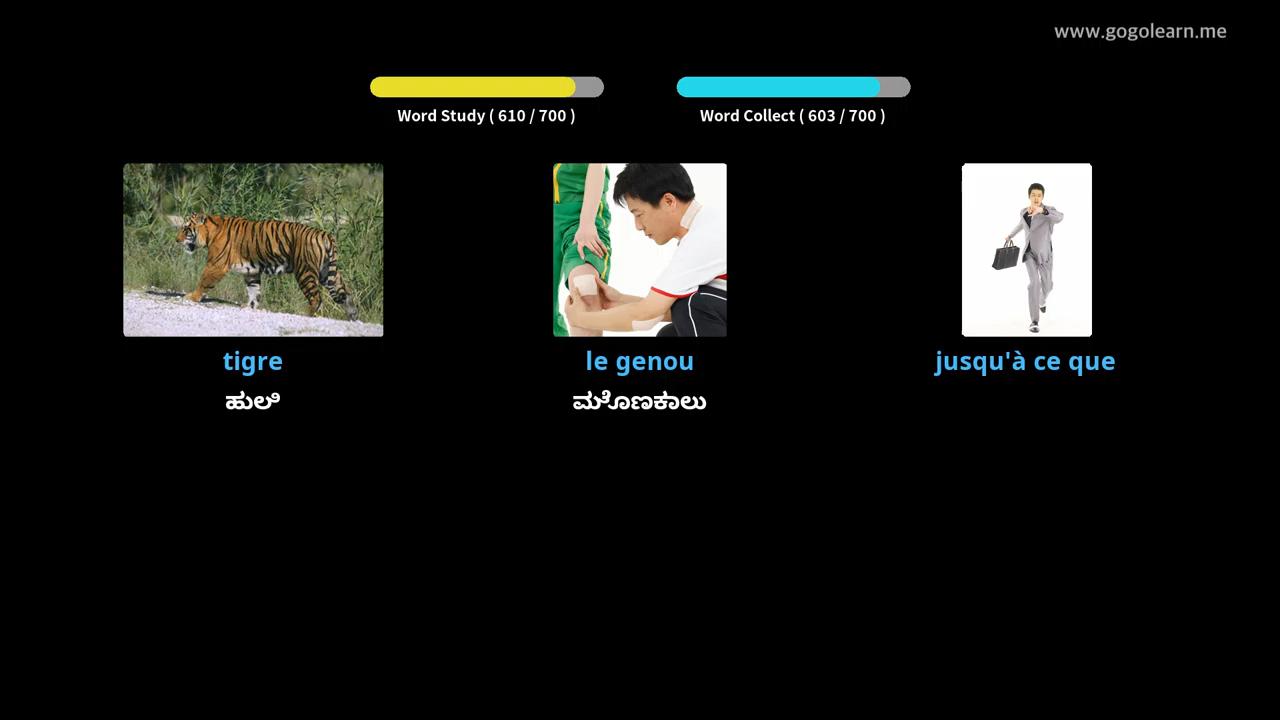 www.gogolearn.me
Word Study ( 610 / 700 )
Word Collect ( 603 / 700 )
tigre
le genou
jusqu'à ce que
ಹುಲಿ
ಮೊಣಕಾಲು